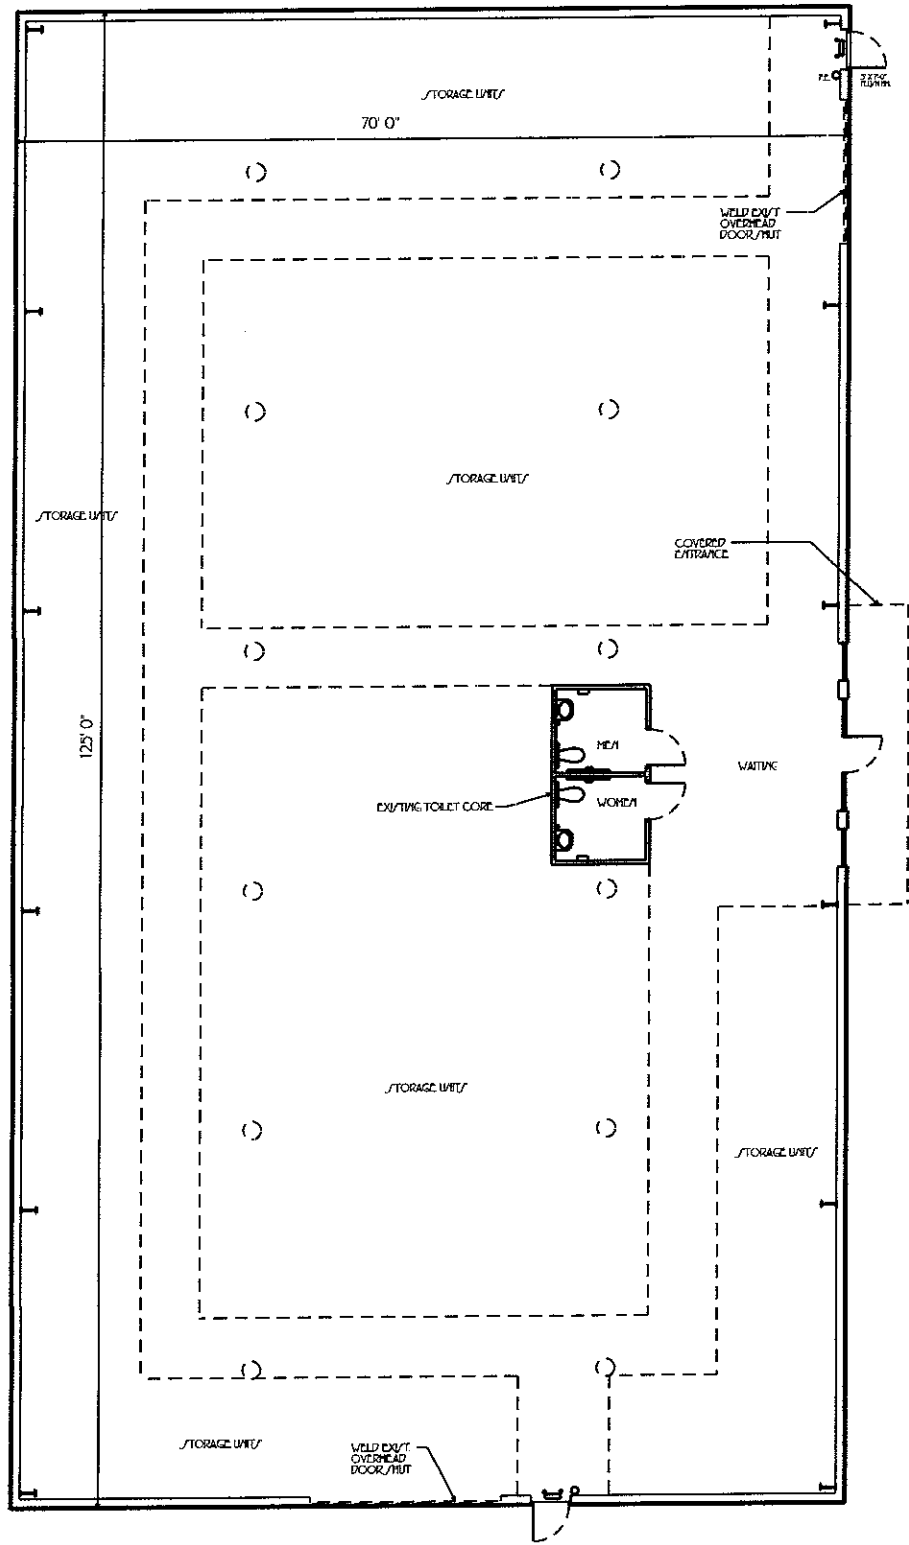 STORAGE UNITS
70' 0"
F.E.
WELD EXIST
OVERHEAD
DOOR SHUT
STORAGE UNITS
STORAGE UNITS
COVERED
ENTRANCE
125' 0"
MEN
WAITING
EXISTING TOILET CORE
WOMEN
STORAGE UNITS
STORAGE UNITS
STORAGE UNITS
WELD EXIST.
OVERHEAD
DOOR SHUT